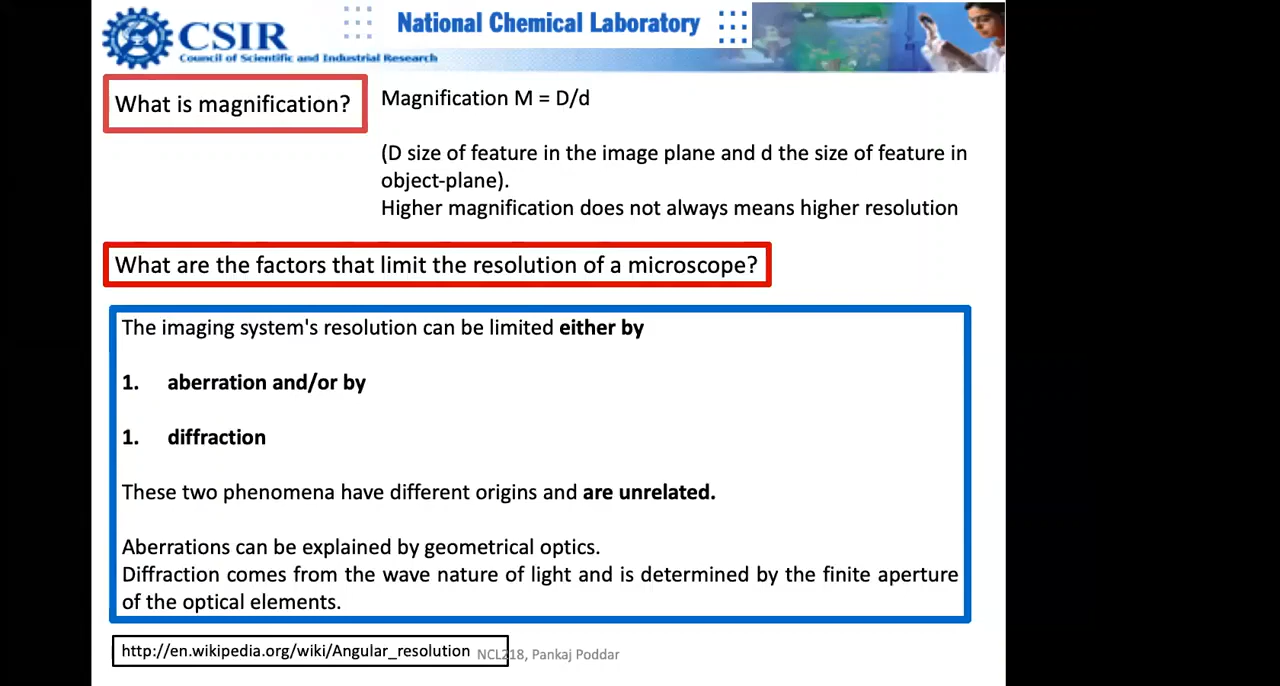 CSIR
Council of Scientific and Industrial Research
National Chemical Laboratory
What is magnification?
Magnification M = D/d
(D size of feature in the image plane and d the size of feature in
object-plane).
Higher magnification does not always means higher resolution
What are the factors that limit the resolution of a microscope?
The imaging system's resolution can be limited either by
1. aberration and/or by
1. diffraction
These two phenomena have different origins and are unrelated.
Aberrations can be explained by geometrical optics.
Diffraction comes from the wave nature of light and is determined by the finite aperture
of the optical elements.
http://en.wikipedia.org/wiki/Angular_resolution
NCL218, Pankaj Poddar